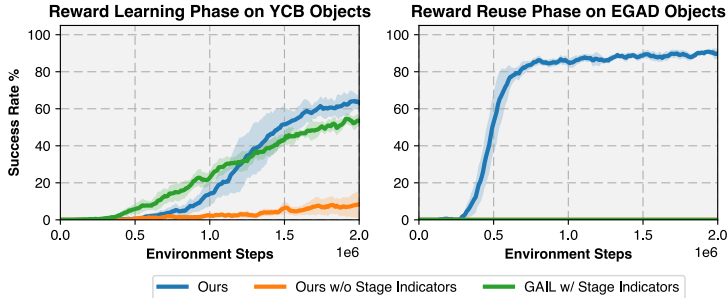 Reward Learning Phase on YCB Objects
Reward Reuse Phase on EGAD Objects
Success Rate %
100
80
60
40
20
0
0.0 0.5 1.0 1.5 2.0
Environment Steps
1e6
100
80
60
40
20
0
0.0 0.5 1.0 1.5 2.0
Environment Steps
1e6
Ours Ours w/o Stage Indicators GAIL w/ Stage Indicators